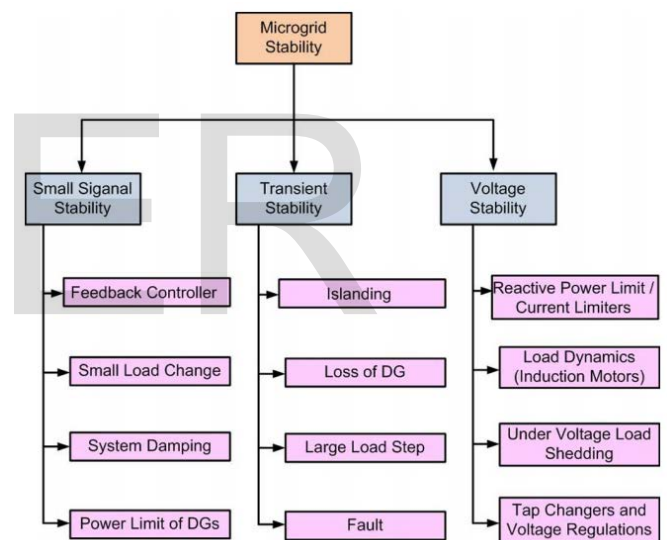 Microgrid
Stability
Small Siganal
Stability
Transient
Stability
Voltage
Stability
Feedback Controller
Small Load Change
System Damping
Power Limit of DGs
Islanding
Loss of DG
Large Load Step
Fault
Reactive Power Limit /
Current Limiters
Load Dynamics
(Induction Motors)
Under Voltage Load
Shedding
Tap Changers and
Voltage Regulations
ER